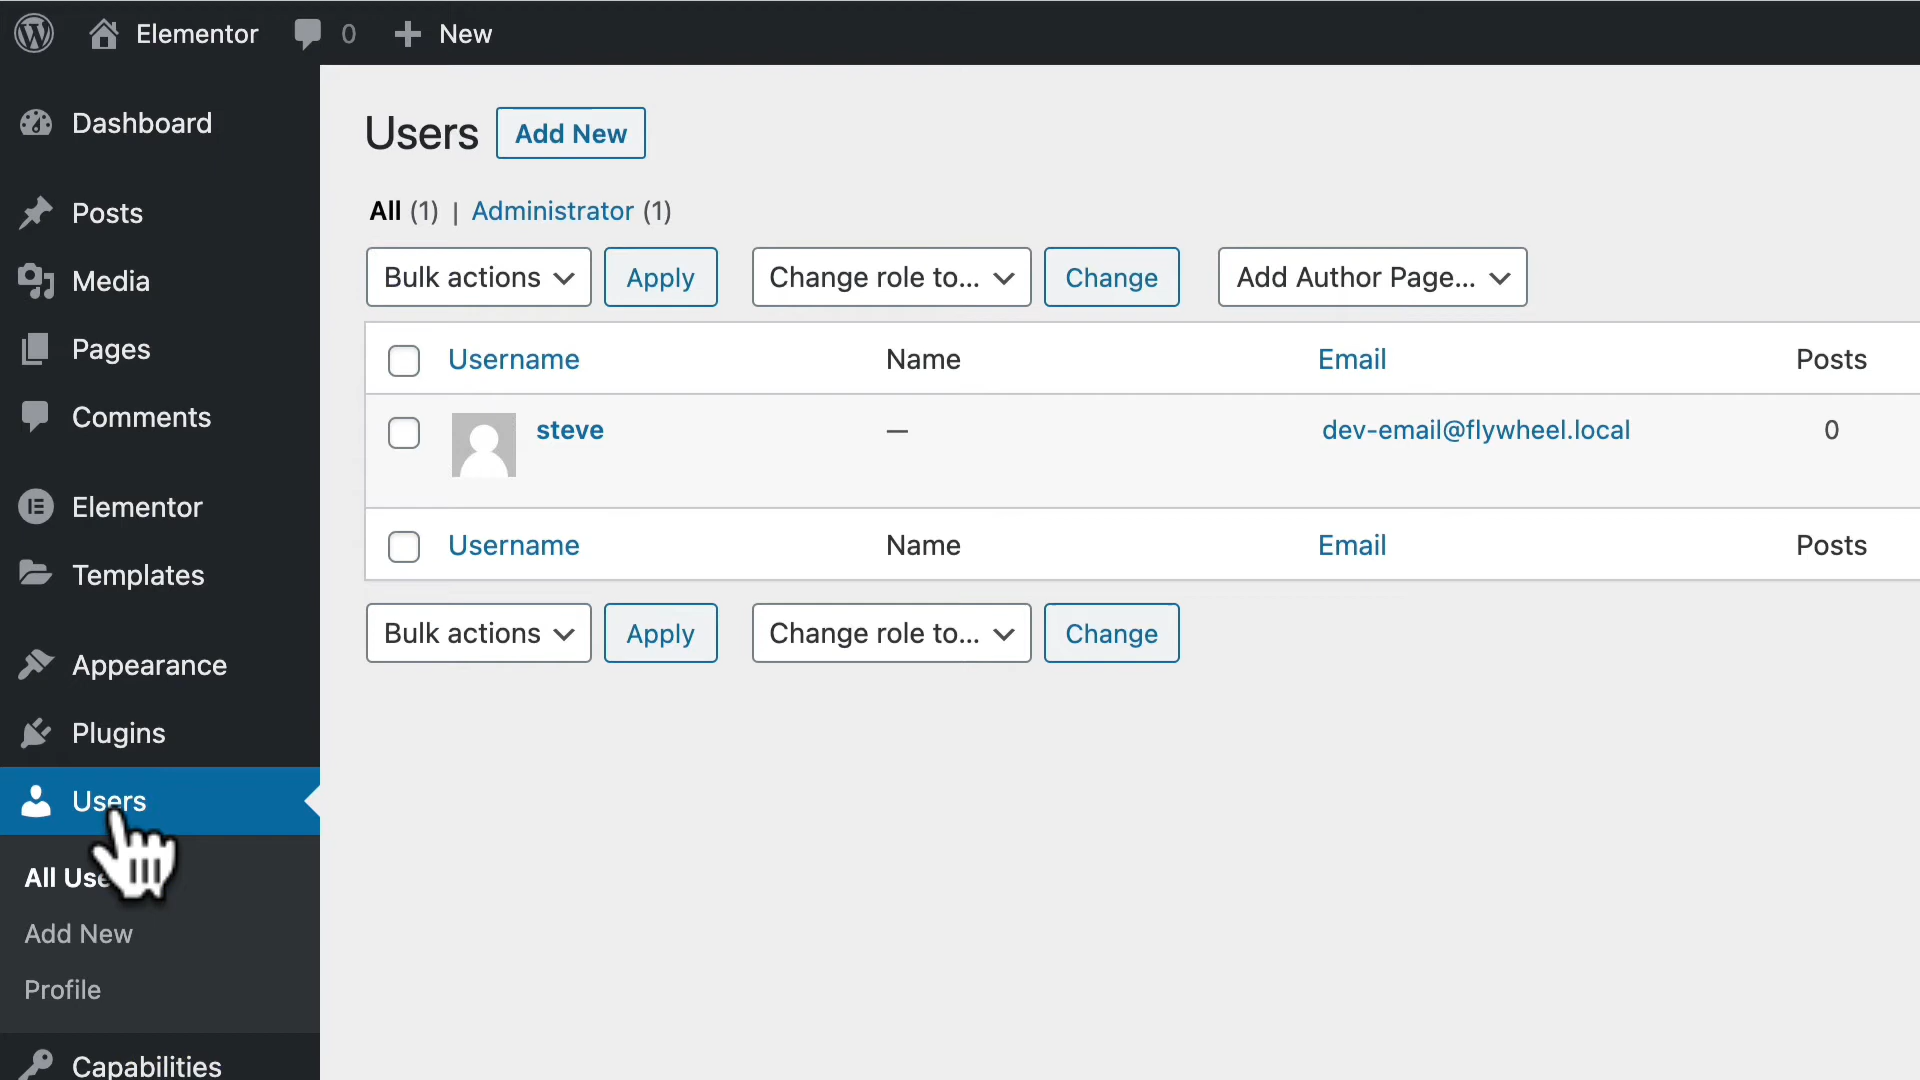 Elementor 0 New
Dashboard
Posts
Media
Pages
Comments
Elementor
Templates
Appearance
Plugins
Users
All Use
Add New
Profile
Capabilities
Users Add New
All (1) | Administrator (1)
Bulk actions Apply Change role to... Change Add Author Page...
Username Name Email Posts
steve — dev-email@flywheel.local 0
Username Name Email Posts
Bulk actions Apply Change role to... Change